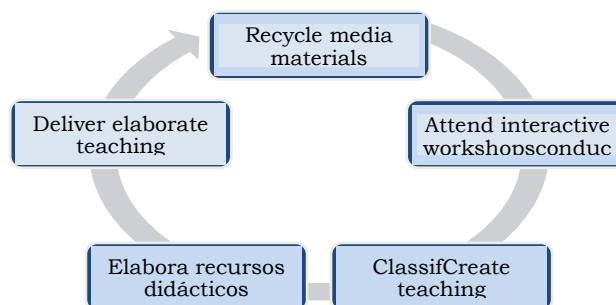 Recycle media
materials
Attend interactive
workshopsconduc
ClassifCreate
teaching
Elabora recursos
didácticos
Deliver elaborate
teaching